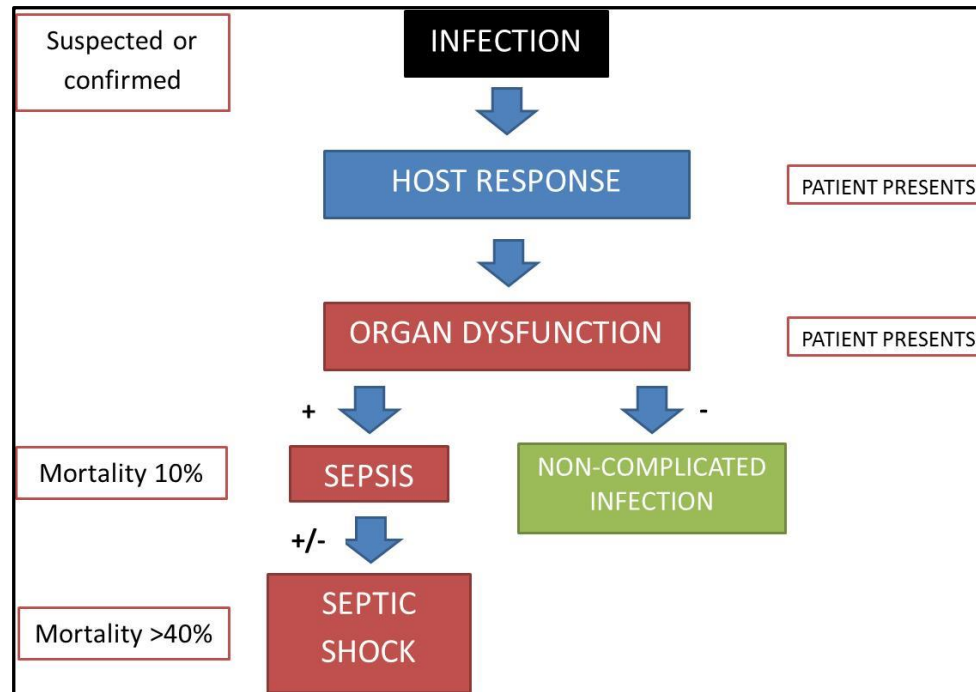 Suspected or
confirmed
INFECTION
HOST RESPONSE
PATIENT PRESENTS
ORGAN DYSFUNCTION
PATIENT PRESENTS
+
-
Mortality 10%
SEPSIS
NON-COMPLICATED
INFECTION
+/-
Mortality >40%
SEPTIC
SHOCK